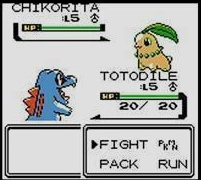 CHIKORITA
:L5 ♂
HP:
TOTODILE
:L5 ♂
HP:
20/ 20
▶FIGHT PKMN
PACK RUN